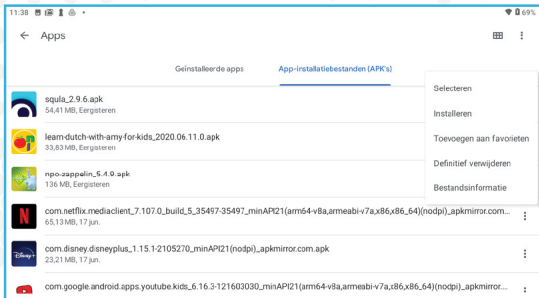 11:38
69%
Apps
Geïnstalleerde apps
App-installatiebestanden (APK's)
squla_2.9.6.apk
54,41 MB, Eergisteren
learn-dutch-with-amy-for-kids_2020.06.11.0.apk
33,83 MB, Eergisteren
npo-zappelin_5.4.9.apk
136 MB, Eergisteren
com.netflix.mediaclient_7.107.0_build_5_35497-35497_minAPI21(arm64-v8a,armeabi-v7a,x86,x86_64)(nodpi)_apkmirror.com...
65,13 MB, 17 jun.
com.disney.disneyplus_1.15.1-2105270_minAPI21(nodpi)_apkmirror.com.apk
23,21 MB, 17 jun.
com.google.android.apps.youtube.kids_6.16.3-121603030_minAPI21(arm64-v8a,armeabi-v7a,x86,x86_64)(nodpi)_apkmirror....
Selecteren
Installeren
Toevoegen aan favorieten
Definitief verwijderen
Bestandsinformatie
N
Disney+